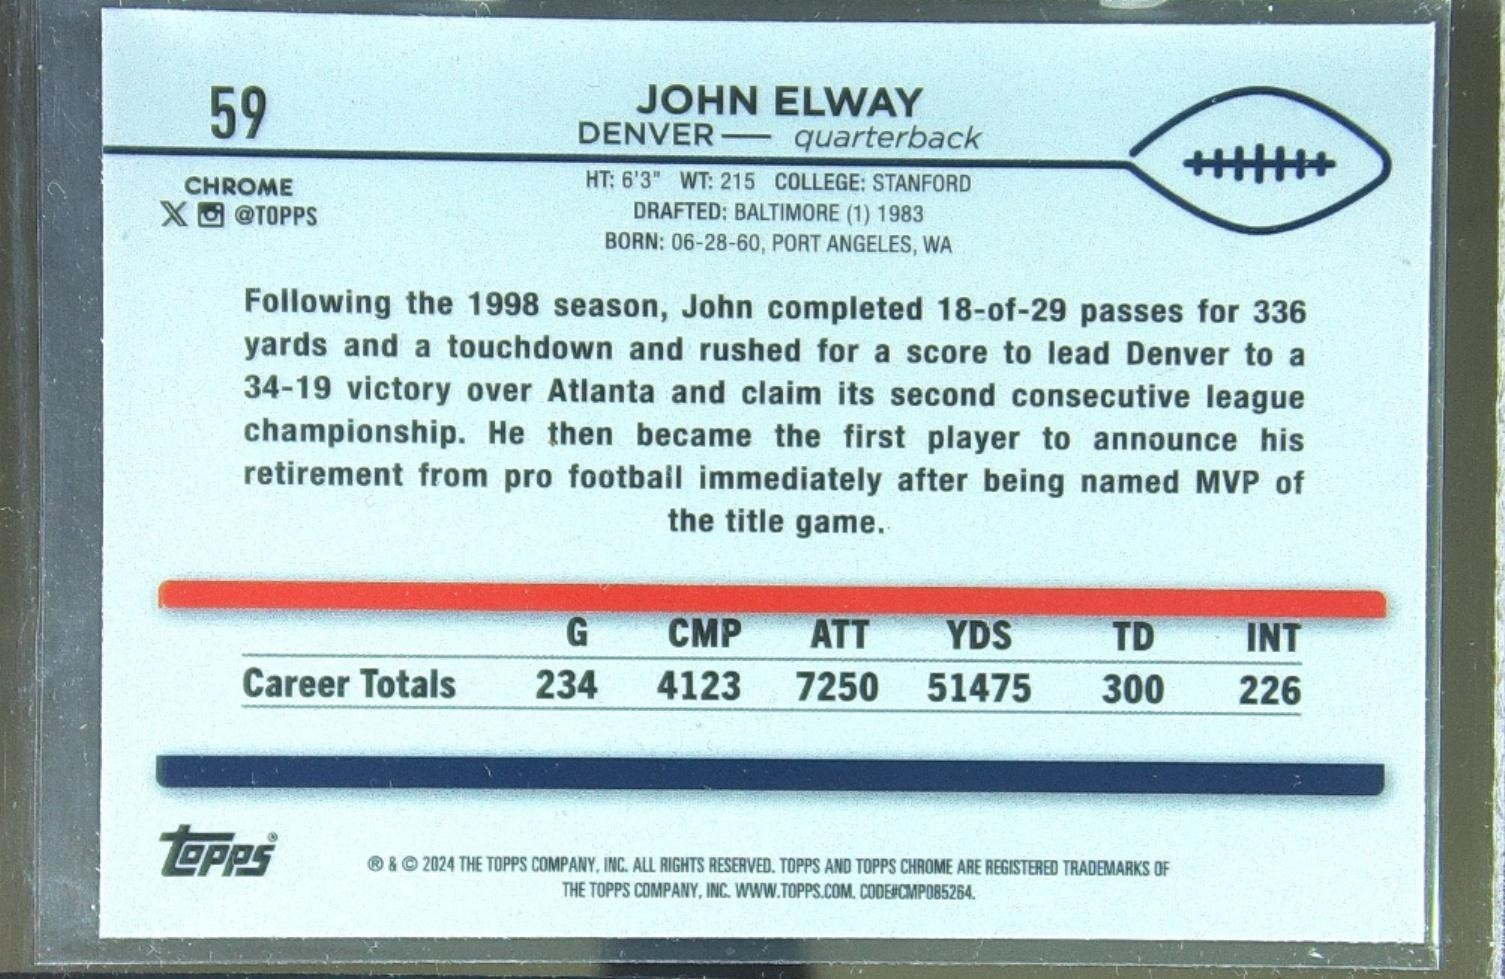 59
JOHN ELWAY
DENVER — quarterback
CHROME
X @TOPPS
HT: 6'3" WT: 215 COLLEGE: STANFORD
DRAFTED: BALTIMORE (1) 1983
BORN: 06-28-60, PORT ANGELES, WA
Following the 1998 season, John completed 18-of-29 passes for 336
yards and a touchdown and rushed for a score to lead Denver to a
34-19 victory over Atlanta and claim its second consecutive league
championship. He then became the first player to announce his
retirement from pro football immediately after being named MVP of
the title game.
G CMP ATT YDS TD INT
Career Totals 234 4123 7250 51475 300 226
Topps®
® & © 2024 THE TOPPS COMPANY, INC. ALL RIGHTS RESERVED. TOPPS AND TOPPS CHROME ARE REGISTERED TRADEMARKS OF
THE TOPPS COMPANY, INC. WWW.TOPPS.COM. CODE#CMP085264.